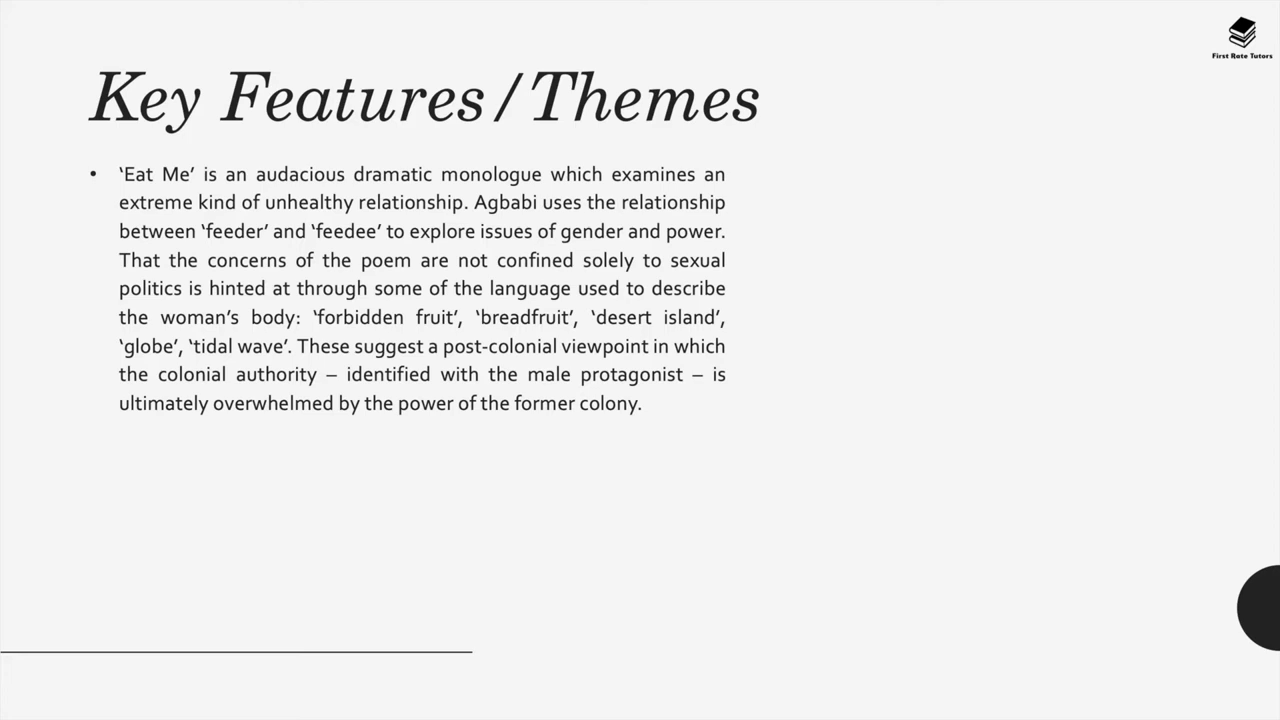 First Rate Tutors
Key Features/Themes
• ‘Eat Me’ is an audacious dramatic monologue which examines an
extreme kind of unhealthy relationship. Agbabi uses the relationship
between ‘feeder’ and ‘feedee’ to explore issues of gender and power.
That the concerns of the poem are not confined solely to sexual
politics is hinted at through some of the language used to describe
the woman’s body: ‘forbidden fruit’, ‘breadfruit’, ‘desert island’,
‘globe’, ‘tidal wave’. These suggest a post-colonial viewpoint in which
the colonial authority – identified with the male protagonist – is
ultimately overwhelmed by the power of the former colony.